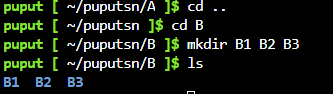 puput [ ~/puputsn/A ]$ cd ..
puput [ ~/puputsn ]$ cd B
puput [ ~/puputsn/B ]$ mkdir B1 B2 B3
puput [ ~/puputsn/B ]$ ls
B1  B2  B3